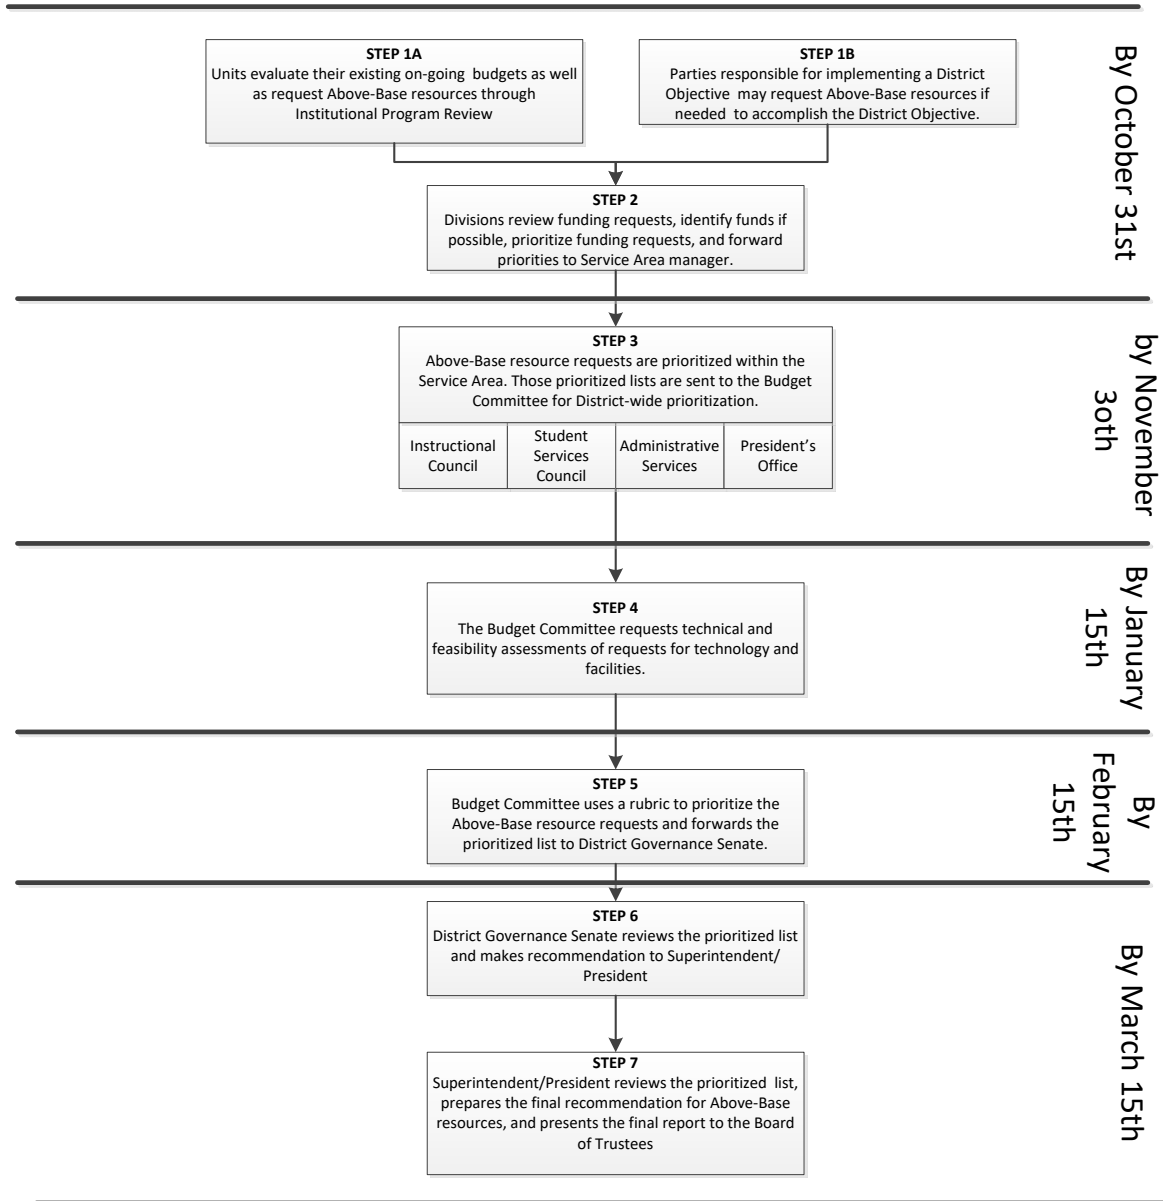 STEP 1A
Units evaluate their existing on-going budgets as well
as request Above-Base resources through
Institutional Program Review
STEP 1B
Parties responsible for implementing a District
Objective may request Above-Base resources if
needed to accomplish the District Objective.
By October 31st
STEP 2
Divisions review funding requests, identify funds if
possible, prioritize funding requests, and forward
priorities to Service Area manager.
STEP 3
Above-Base resource requests are prioritized within the
Service Area. Those prioritized lists are sent to the Budget
Committee for District-wide prioritization.
Instructional
Council
Student
Services
Council
Administrative
Services
President’s
Office
by November
3oth
STEP 4
The Budget Committee requests technical and
feasibility assessments of requests for technology and
facilities.
By January
15th
STEP 5
Budget Committee uses a rubric to prioritize the
Above-Base resource requests and forwards the
prioritized list to District Governance Senate.
By
February
15th
STEP 6
District Governance Senate reviews the prioritized list
and makes recommendation to Superintendent/
President
STEP 7
Superintendent/President reviews the prioritized list,
prepares the final recommendation for Above-Base
resources, and presents the final report to the Board
of Trustees
By March 15th